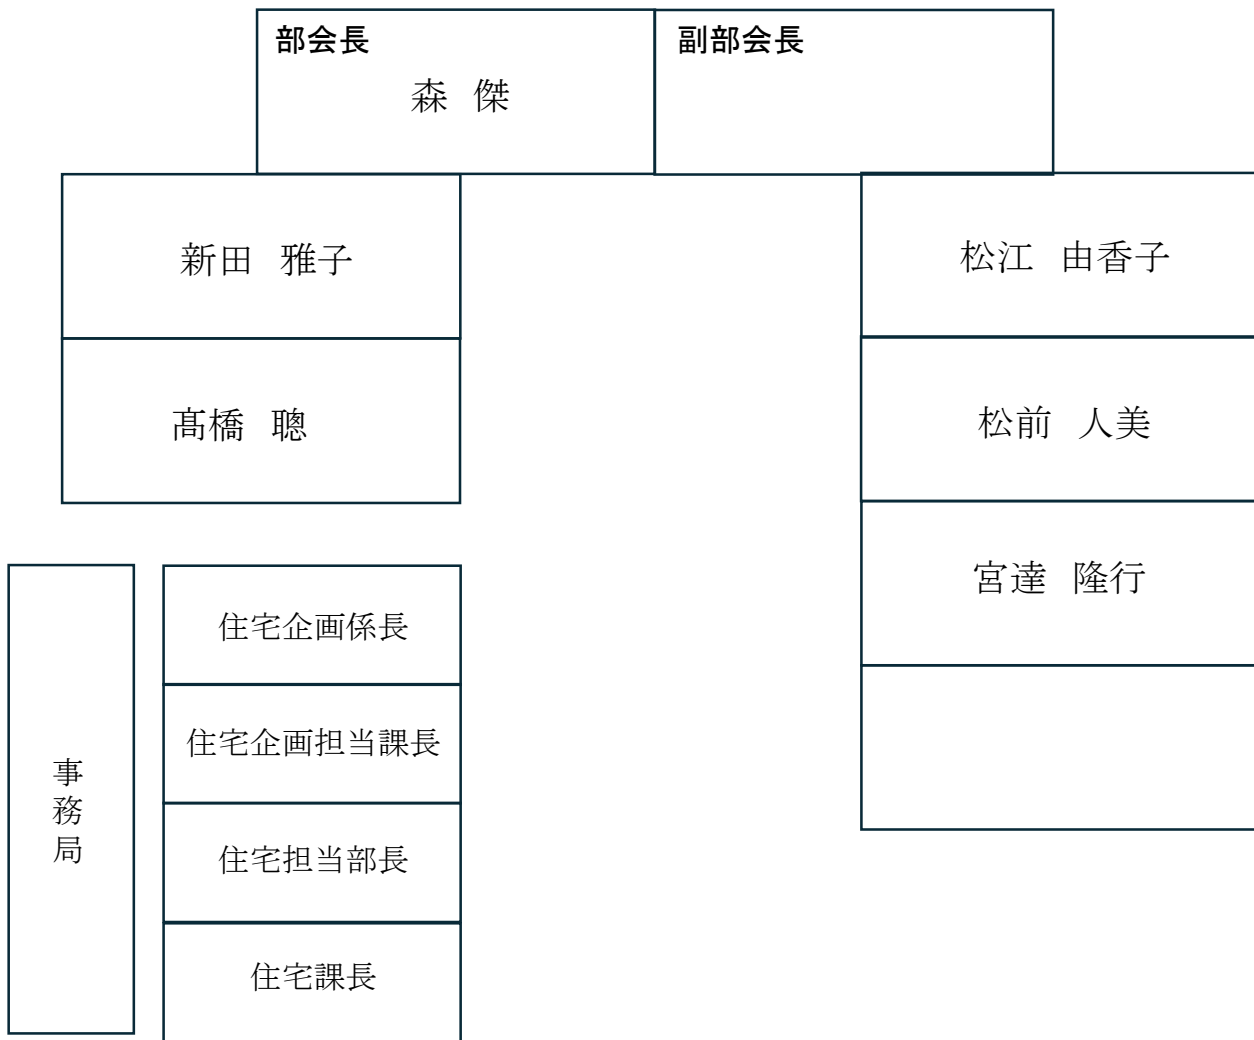 部会長
森 傑
副部会長
新田 雅子
髙橋 聰
松江 由香子
松前 人美
宮達 隆行
事務局
住宅企画係長
住宅企画担当課長
住宅担当部長
住宅課長